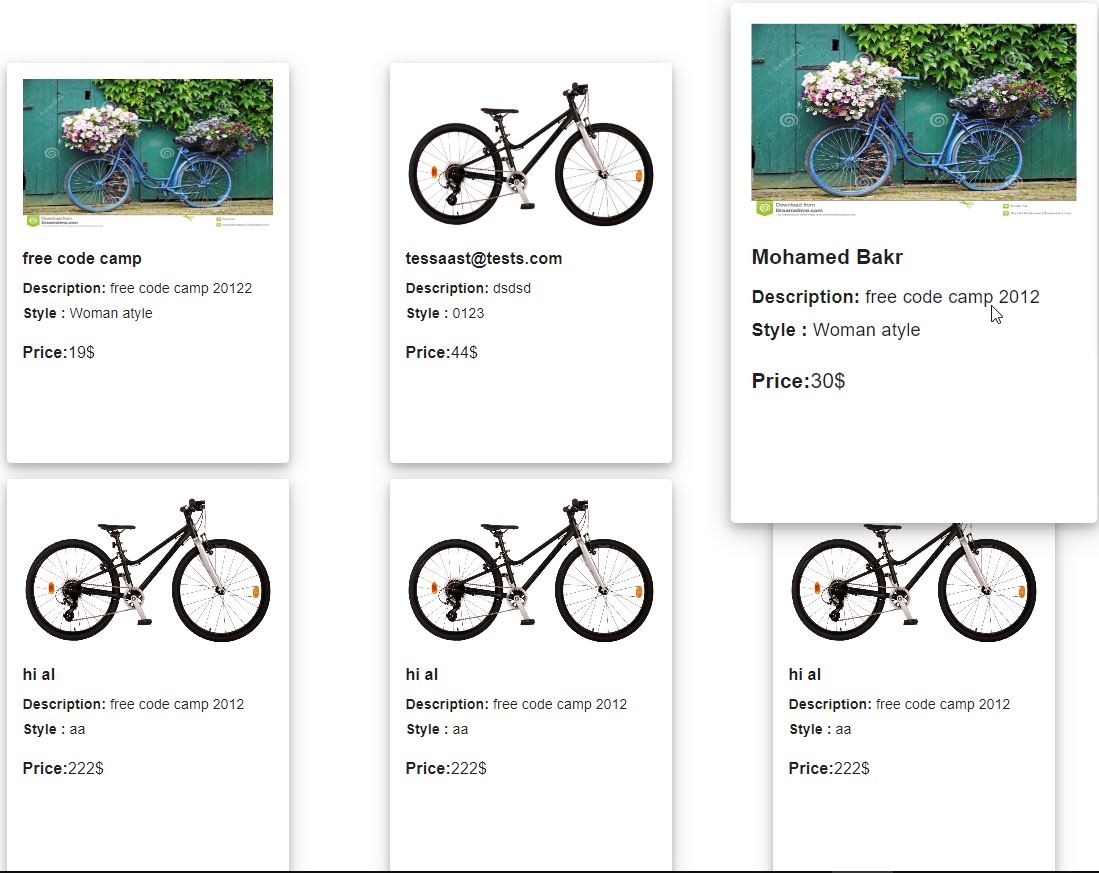 Download from
Dreamstime.com
free code camp
Description: free code camp 20122
Style : Woman atyle
Price:19$
tessaast@tests.com
Description: dsdsd
Style : 0123
Price:44$
Download from
Dreamstime.com
Mohamed Bakr
Description: free code camp 2012
Style : Woman atyle
Price:30$
hi al
Description: free code camp 2012
Style : aa
Price:222$
hi al
Description: free code camp 2012
Style : aa
Price:222$
hi al
Description: free code camp 2012
Style : aa
Price:222$